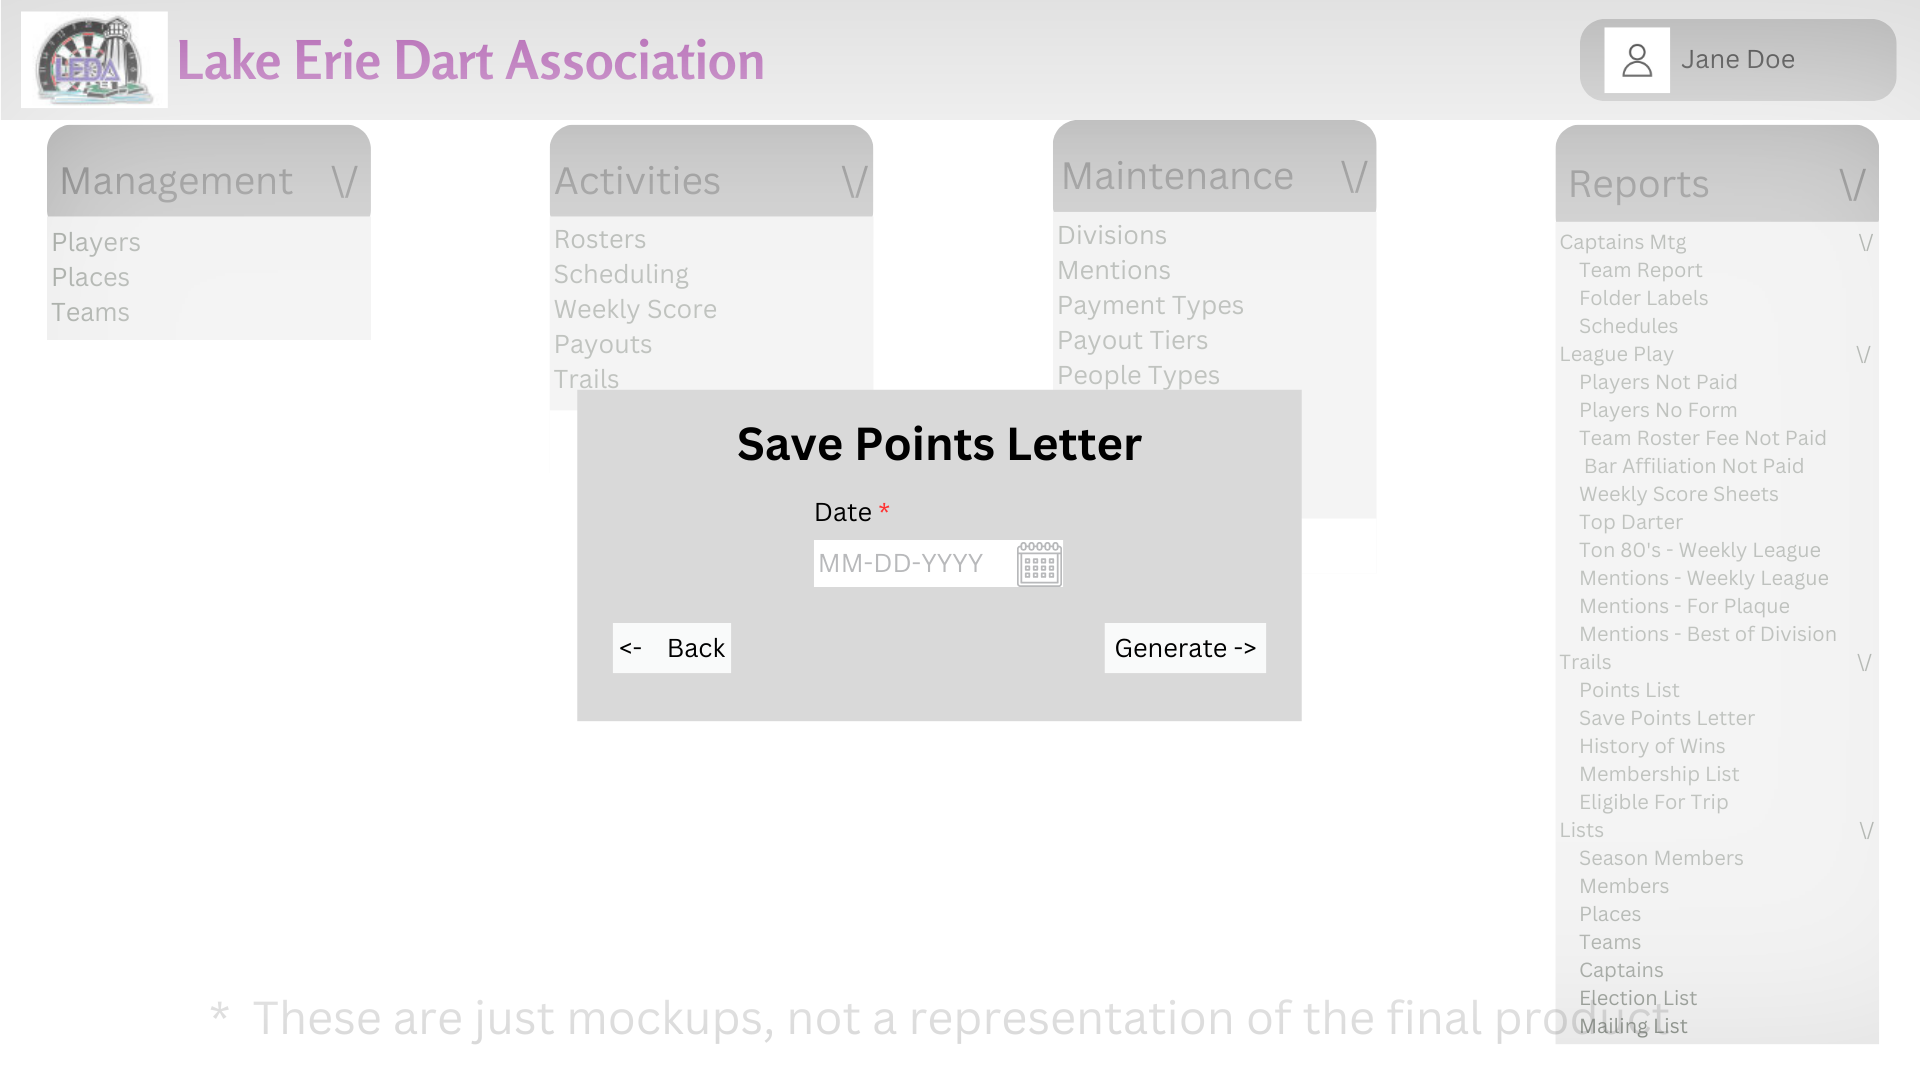 LEDA
Lake Erie Dart Association
Jane Doe
Management \/
Players
Places
Teams
Activities \/
Rosters
Scheduling
Weekly Score
Payouts
Trails
Maintenance \/
Divisions
Mentions
Payment Types
Payout Tiers
People Types
Reports \/
Captains Mtg \/
Team Report
Folder Labels
Schedules
League Play \/
Players Not Paid
Players No Form
Team Roster Fee Not Paid
Bar Affiliation Not Paid
Weekly Score Sheets
Top Darter
Ton 80's - Weekly League
Mentions - Weekly League
Mentions - For Plaque
Mentions - Best of Division
Trails \/
Points List
Save Points Letter
History of Wins
Membership List
Eligible For Trip
Lists \/
Season Members
Members
Places
Teams
Captains
Election List
Mailing List
Save Points Letter
Date *
MM-DD-YYYY
<- Back
Generate ->
* These are just mockups, not a representation of the final product